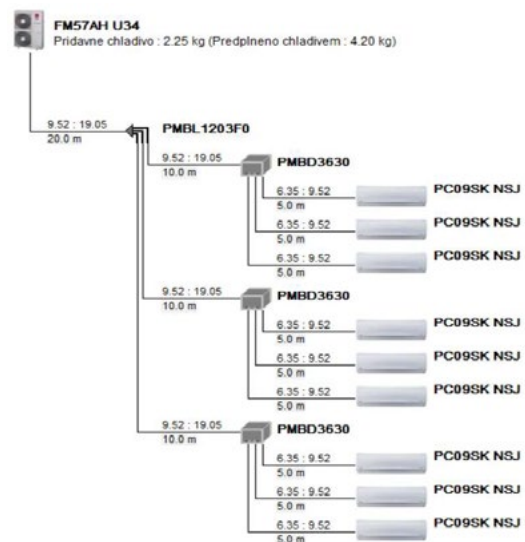 FM57AH U34
Pridavne chladivo : 2.25 kg (Predplneno chladivem : 4.20 kg)
9.52 : 19.05
20.0 m
PMBL1203F0
9.52 : 19.05
10.0 m
PMBD3630
6.35 : 9.52
5.0 m
PC09SK NSJ
6.35 : 9.52
5.0 m
PC09SK NSJ
6.35 : 9.52
5.0 m
PC09SK NSJ
9.52 : 19.05
10.0 m
PMBD3630
6.35 : 9.52
5.0 m
PC09SK NSJ
6.35 : 9.52
5.0 m
PC09SK NSJ
6.35 : 9.52
5.0 m
PC09SK NSJ
9.52 : 19.05
10.0 m
PMBD3630
6.35 : 9.52
5.0 m
PC09SK NSJ
6.35 : 9.52
5.0 m
PC09SK NSJ
6.35 : 9.52
5.0 m
PC09SK NSJ